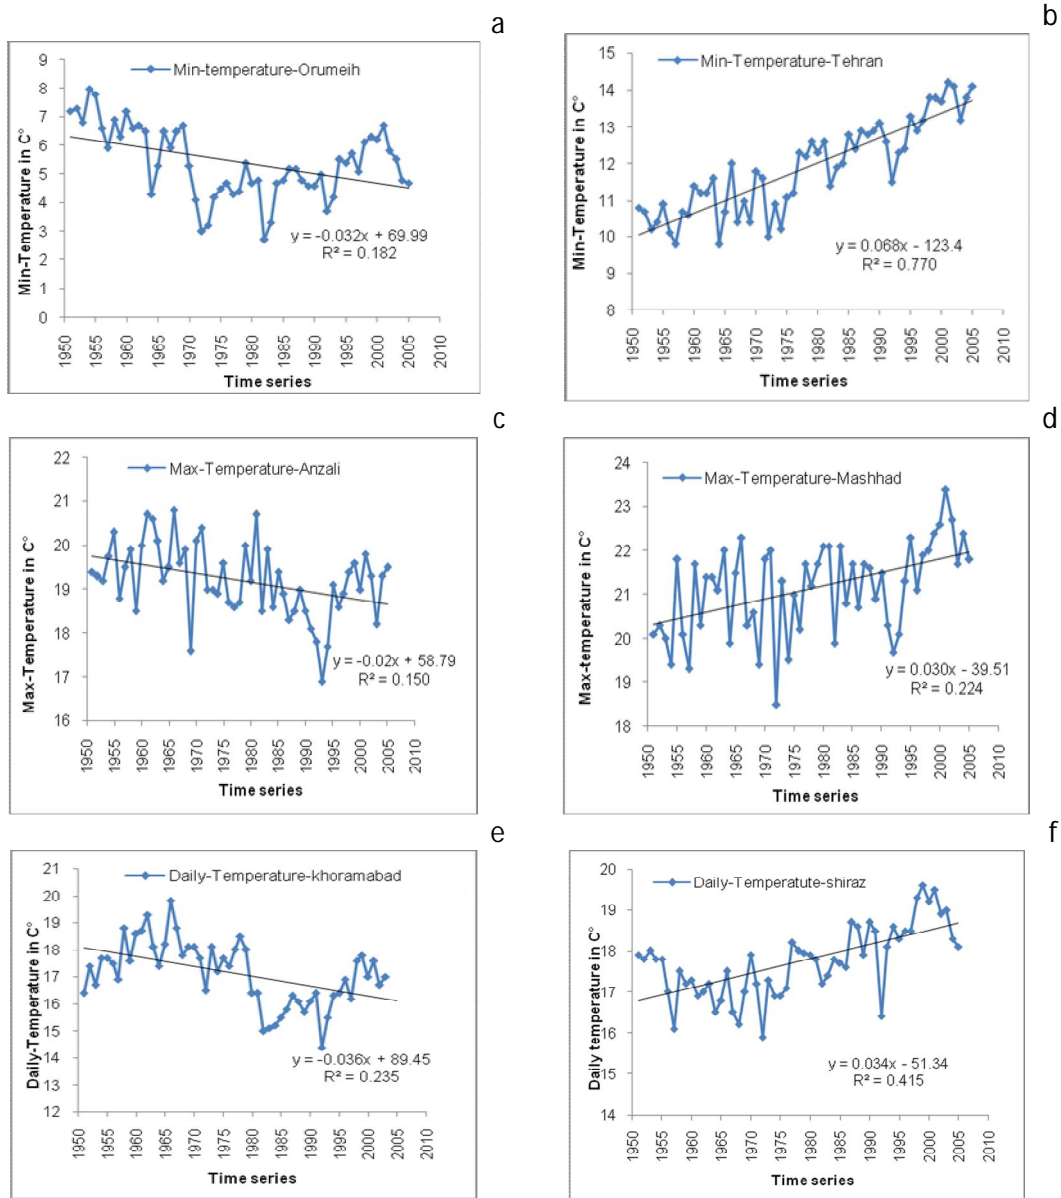 a
Min-temperature-Orumeih
Min-Temperature in C°
9
8
7
6
5
4
3
2
1
0
y = -0.032x + 69.99
R² = 0.182
1950 1955 1960 1965 1970 1975 1980 1985 1990 1995 2000 2005 2010
Time series
b
Min-Temperature-Tehran
Min-Temperature in C°
15
14
13
12
11
10
9
8
y = 0.068x - 123.4
R² = 0.770
1950 1955 1960 1965 1970 1975 1980 1985 1990 1995 2000 2005 2010
Time series
c
Max-Temperature-Anzali
Max-Temperature in C°
22
21
20
19
18
17
16
y = -0.02x + 58.79
R² = 0.150
1950 1955 1960 1965 1970 1975 1980 1985 1990 1995 2000 2005 2010
Time series
d
Max-Temperature-Mashhad
Max-temperature in C°
24
23
22
21
20
19
18
y = 0.030x - 39.51
R² = 0.224
1950 1955 1960 1965 1970 1975 1980 1985 1990 1995 2000 2005 2010
Time series
e
Daily-Temperature-khoramabad
Daily-Temperature in C°
21
20
19
18
17
16
15
14
13
12
y = -0.036x + 89.45
R² = 0.235
1950 1955 1960 1965 1970 1975 1980 1985 1990 1995 2000 2005 2010
Time series
f
Daily-Temperatute-shiraz
Daily temperature in C°
20
19
18
17
16
15
14
y = 0.034x - 51.34
R² = 0.415
1950 1955 1960 1965 1970 1975 1980 1985 1990 1995 2000 2005 2010
Time series